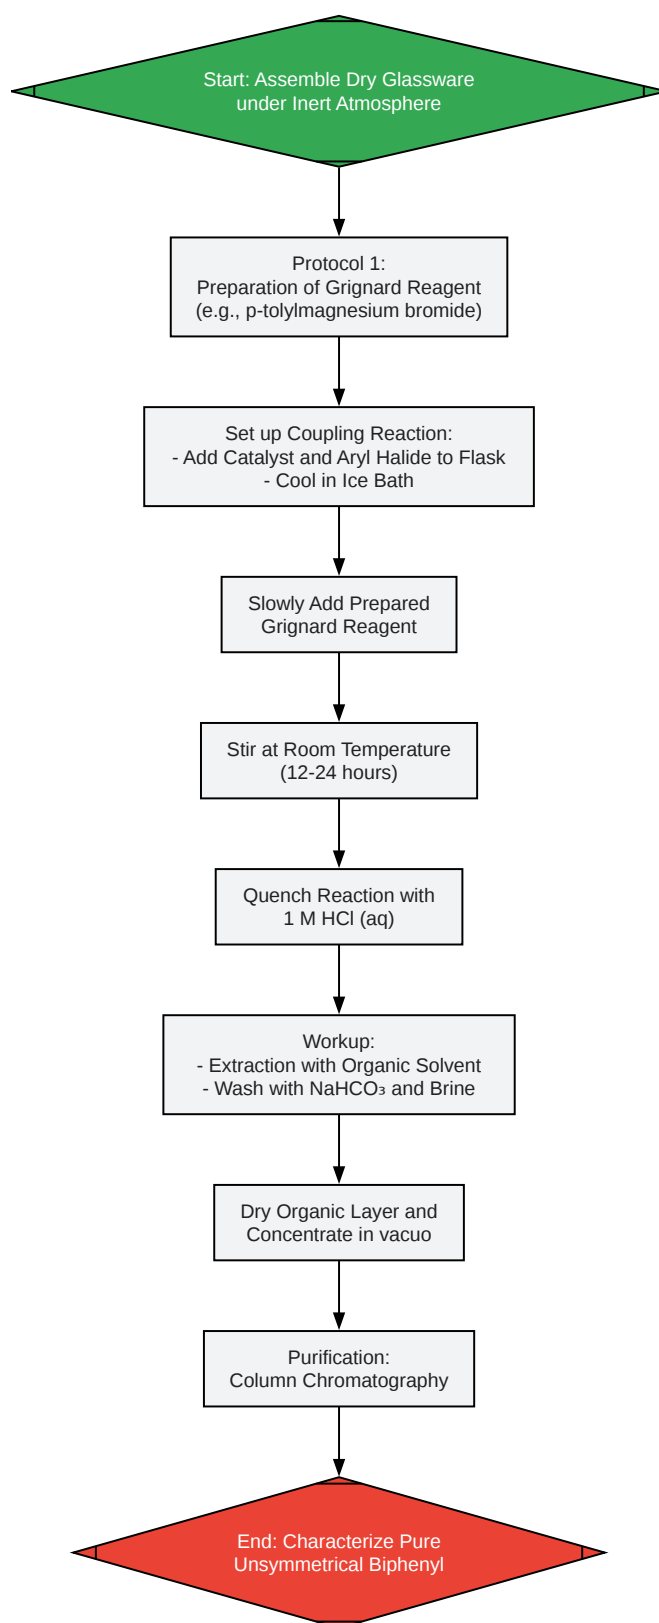 Start: Assemble Dry Glassware
under Inert Atmosphere
Protocol 1:
Preparation of Grignard Reagent
(e.g., p-tolylmagnesium bromide)
Set up Coupling Reaction:
- Add Catalyst and Aryl Halide to Flask
- Cool in Ice Bath
Slowly Add Prepared
Grignard Reagent
Stir at Room Temperature
(12-24 hours)
Quench Reaction with
1 M HCl (aq)
Workup:
- Extraction with Organic Solvent
- Wash with NaHCO₃ and Brine
Dry Organic Layer and
Concentrate in vacuo
Purification:
Column Chromatography
End: Characterize Pure
Unsymmetrical Biphenyl